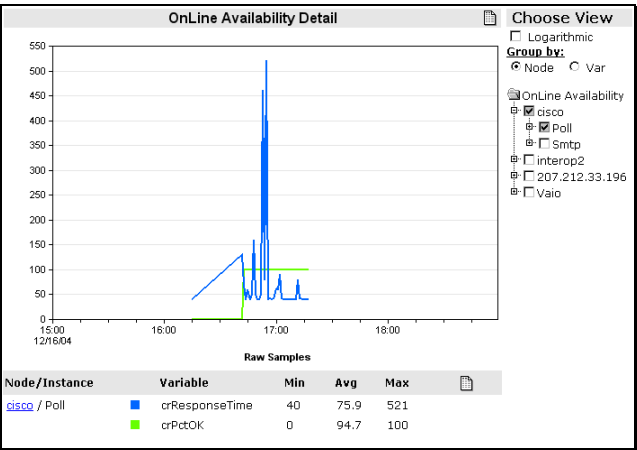 OnLine Availability Detail
550
500
450
400
350
300
250
200
150
100
50
0
15:00 16:00 17:00 18:00
12/16/04
Raw Samples
Choose View
Logarithmic
Group by:
Node Var
OnLine Availability
cisco
Poll
Smtp
interop2
207.212.33.196
Vaio
Node/Instance Variable Min Avg Max
cisco / Poll crResponseTime 40 75.9 521
crPctOK 0 94.7 100